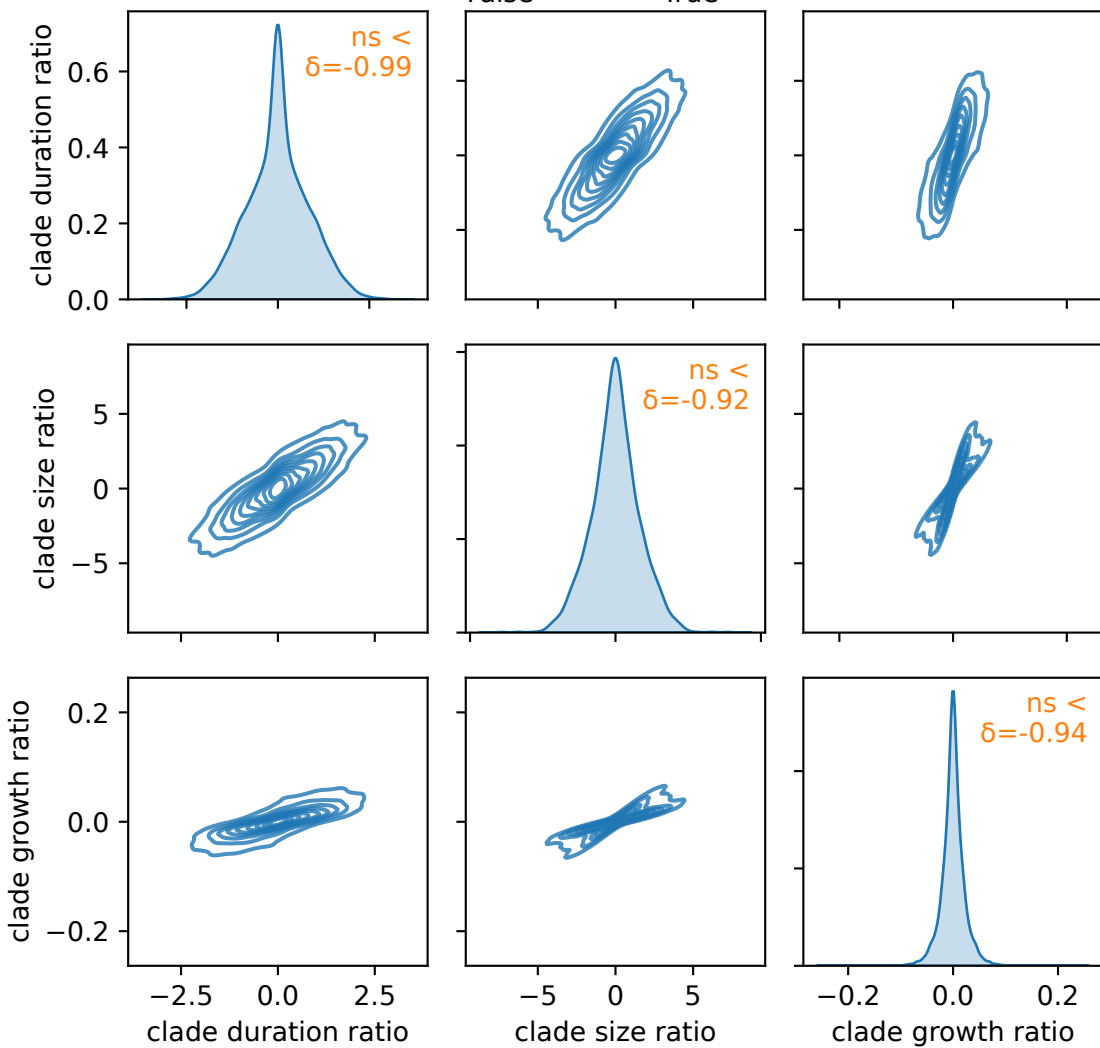 clade duration ratio
0.6
0.4
0.2
0.0
ns <
δ=-0.99
clade size ratio
5
0
−5
ns <
δ=-0.92
clade growth ratio
0.2
0.0
−0.2
ns <
δ=-0.94
−2.5 0.0 2.5
−5 0 5
−0.2 0.0 0.2
clade duration ratio
clade size ratio
clade growth ratio